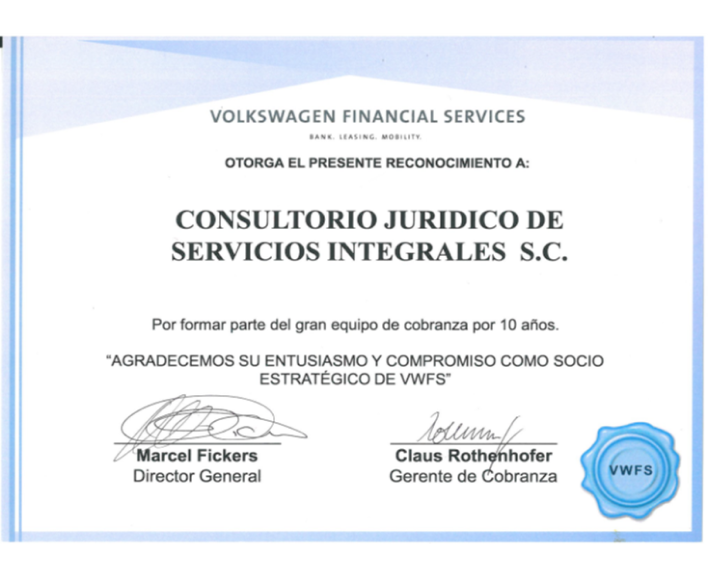 VOLKSWAGEN FINANCIAL SERVICES
BANK. LEASING. MOBILITY.
OTORGA EL PRESENTE RECONOCIMIENTO A:
CONSULTORIO JURIDICO DE
SERVICIOS INTEGRALES S.C.
Por formar parte del gran equipo de cobranza por 10 años.
“AGRADECEMOS SU ENTUSIASMO Y COMPROMISO COMO SOCIO
ESTRATÉGICO DE VWFS”
Marcel Fickers
Director General
Claus Rothenhofer
Gerente de Cobranza
VWFS